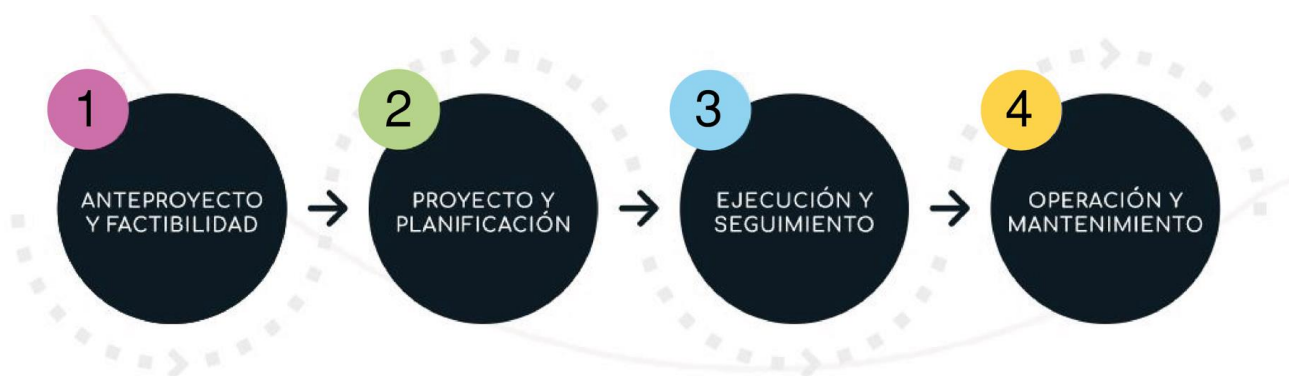 1
ANTEPROYECTO
Y FACTIBILIDAD
2
PROYECTO Y
PLANIFICACIÓN
3
EJECUCIÓN Y
SEGUIMIENTO
4
OPERACIÓN Y
MANTENIMIENTO